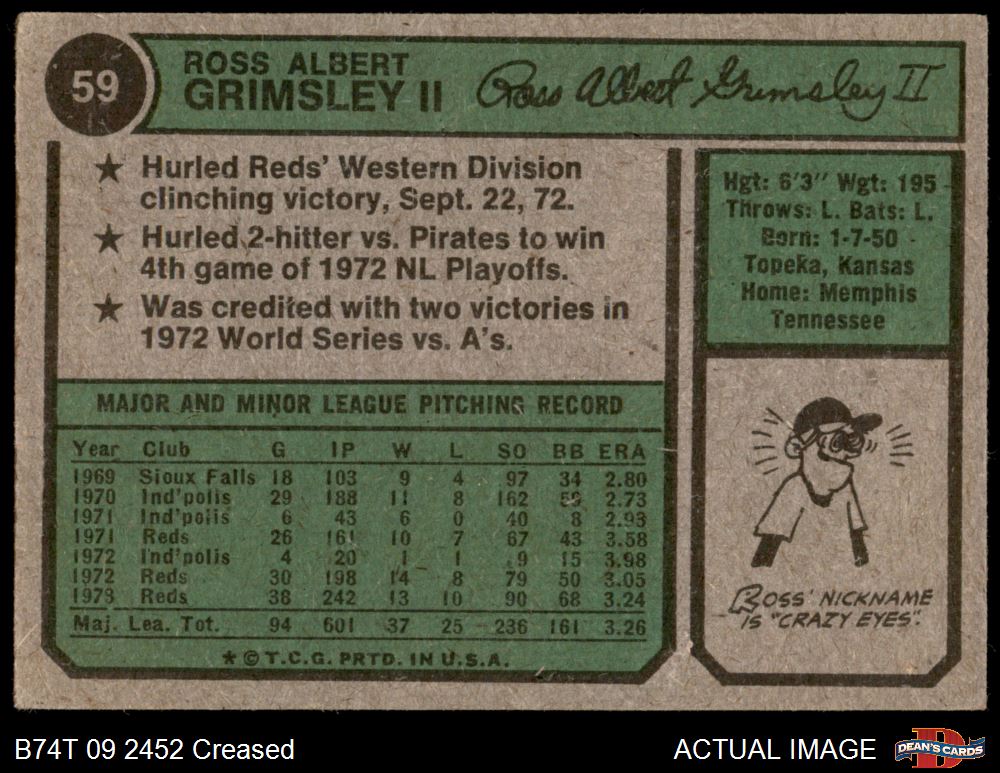 59
ROSS ALBERT
GRIMSLEY II
Ross Albert Grimsley II
★ Hurled Reds' Western Division
clinching victory, Sept. 22, 72.
★ Hurled 2-hitter vs. Pirates to win
4th game of 1972 NL Playoffs.
★ Was credited with two victories in
1972 World Series vs. A's.
Hgt: 6'3" Wgt: 195
Throws: L. Bats: L.
Born: 1-7-50
Topeka, Kansas
Home: Memphis
Tennessee
MAJOR AND MINOR LEAGUE PITCHING RECORD
Year Club G IP W L SO BB ERA
1969 Sioux Falls 18 103 9 4 97 34 2.80
1970 Ind'polis 29 188 11 8 162 59 2.73
1971 Ind'polis 6 43 6 0 40 8 2.93
1971 Reds 26 161 10 7 67 43 3.58
1972 Ind'polis 4 20 1 1 9 15 3.98
1972 Reds 30 198 14 8 79 50 3.05
1973 Reds 38 242 13 10 90 68 3.24
Maj. Lea. Tot. 94 601 37 25 236 161 3.26
* © T.C.G. PRTD. IN U.S.A.
ROSS' NICKNAME
IS "CRAZY EYES".
B74T 09 2452 Creased
ACTUAL IMAGE
DEAN'S CARDS